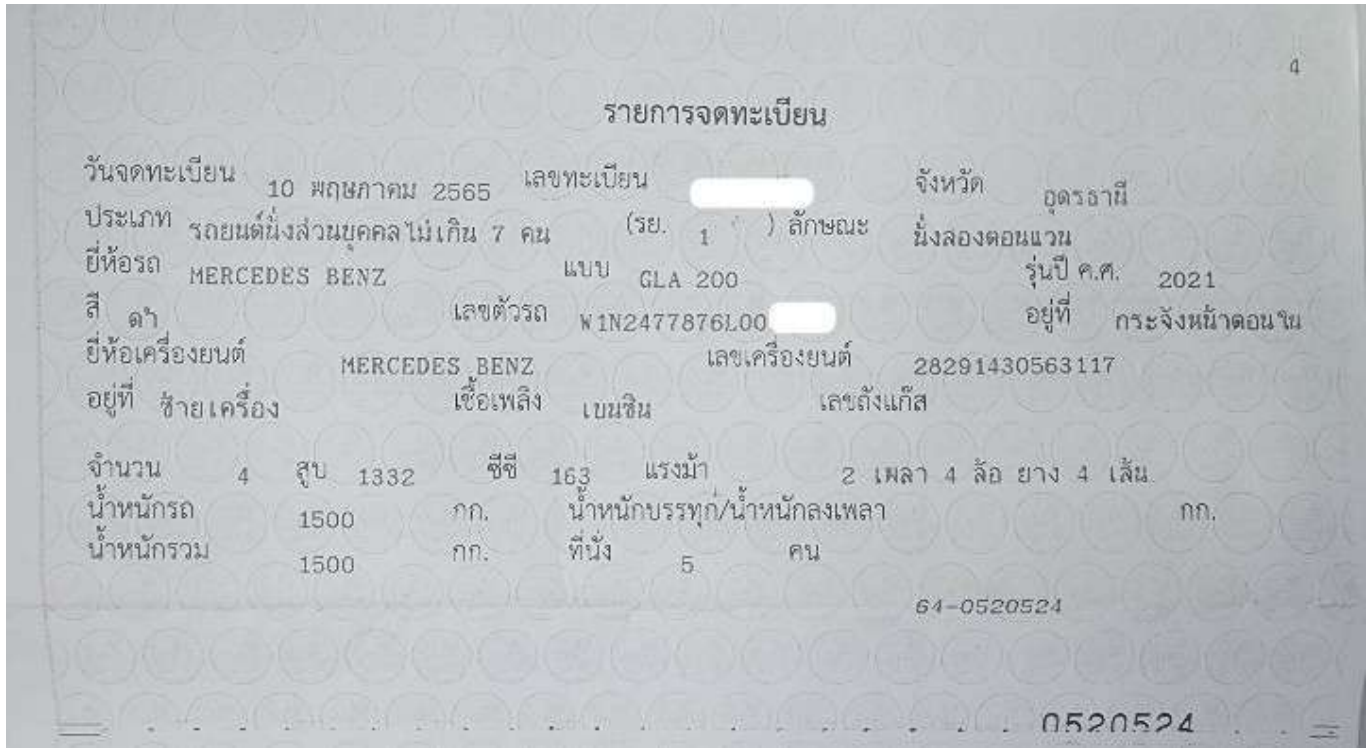 4
รายการจดทะเบียน
วันจดทะเบียน 10 พฤษภาคม 2565 เลขทะเบียน จังหวัด อุดรธานี
ประเภท รถยนต์นั่งส่วนบุคคลไม่เกิน 7 คน (รย. 1 ) ลักษณะ นั่งสองตอนแวน
ยี่ห้อรถ MERCEDES BENZ แบบ GLA 200 รุ่นปี ค.ศ. 2021
สี ดำ เลขตัวรถ W1N2477876L00 อยู่ที่ กระจังหน้าตอนใน
ยี่ห้อเครื่องยนต์ MERCEDES BENZ เลขเครื่องยนต์ 28291430563117
อยู่ที่ ซ้ายเครื่อง เชื้อเพลิง เบนซิน เลขถังแก๊ส
จำนวน 4 สูบ 1332 ซีซี 163 แรงม้า 2 เพลา 4 ล้อ ยาง 4 เส้น
น้ำหนักรถ 1500 กก. น้ำหนักบรรทุก/น้ำหนักลงเพลา กก.
น้ำหนักรวม 1500 กก. ที่นั่ง 5 คน
64-0520524
0520524